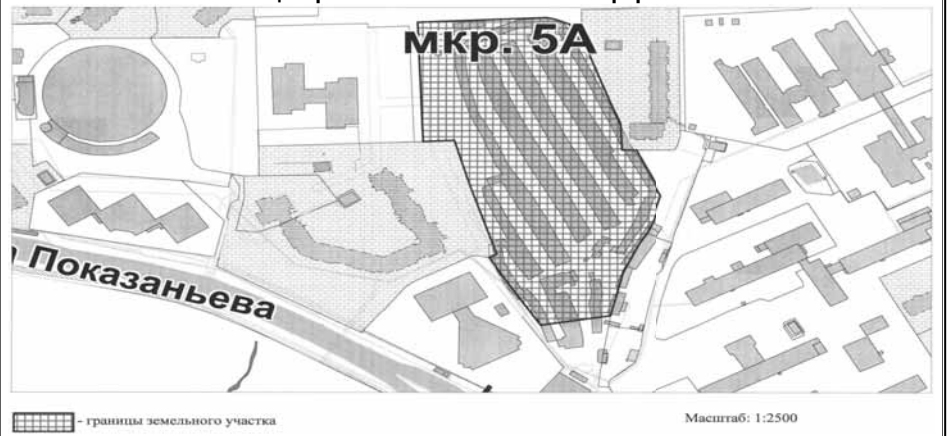 мкр. 5А
а Показаньева
- границы земельного участка
Масштаб: 1:2500